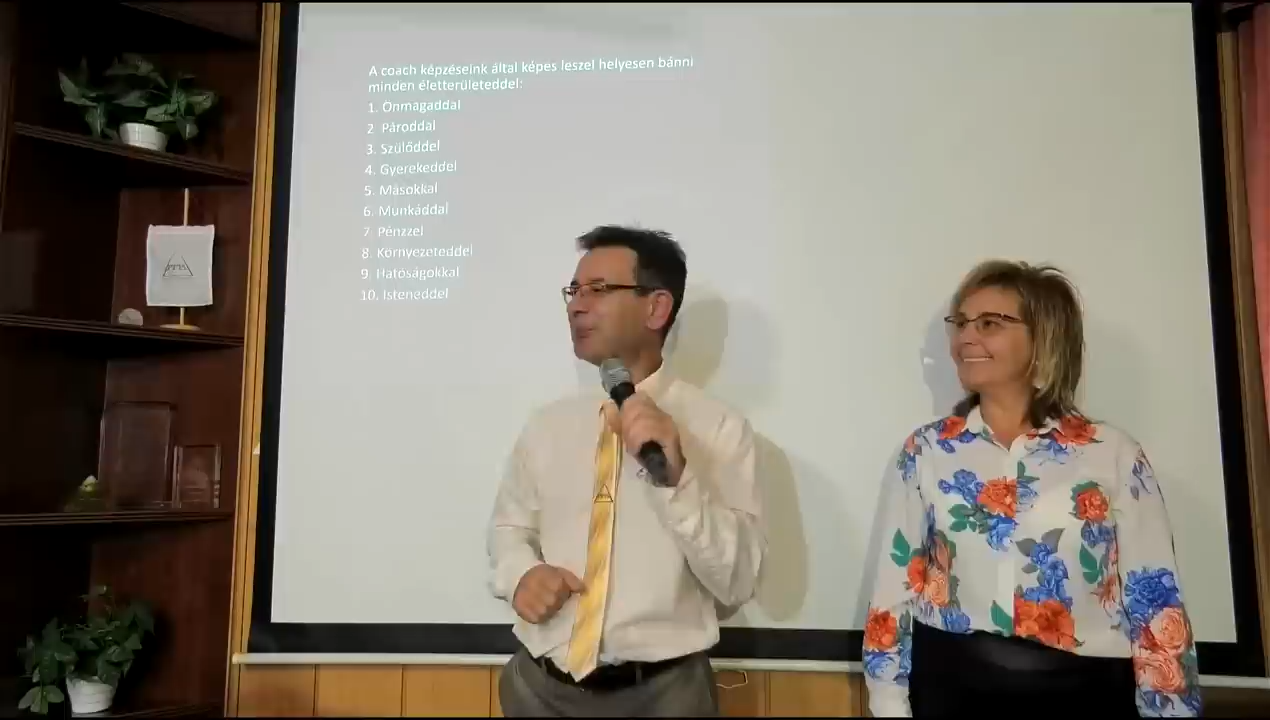 A coach képzéseink által képes leszel helyesen bánni
minden életterületeddel:
1. Önmagaddal
2 Pároddal
3. Szülőddel
4. Gyerekeddel
5. Másokkal
6. Munkáddal
7. Pénzzel
8. Környezeteddel
9. Hatóságokkal
10. Isteneddel